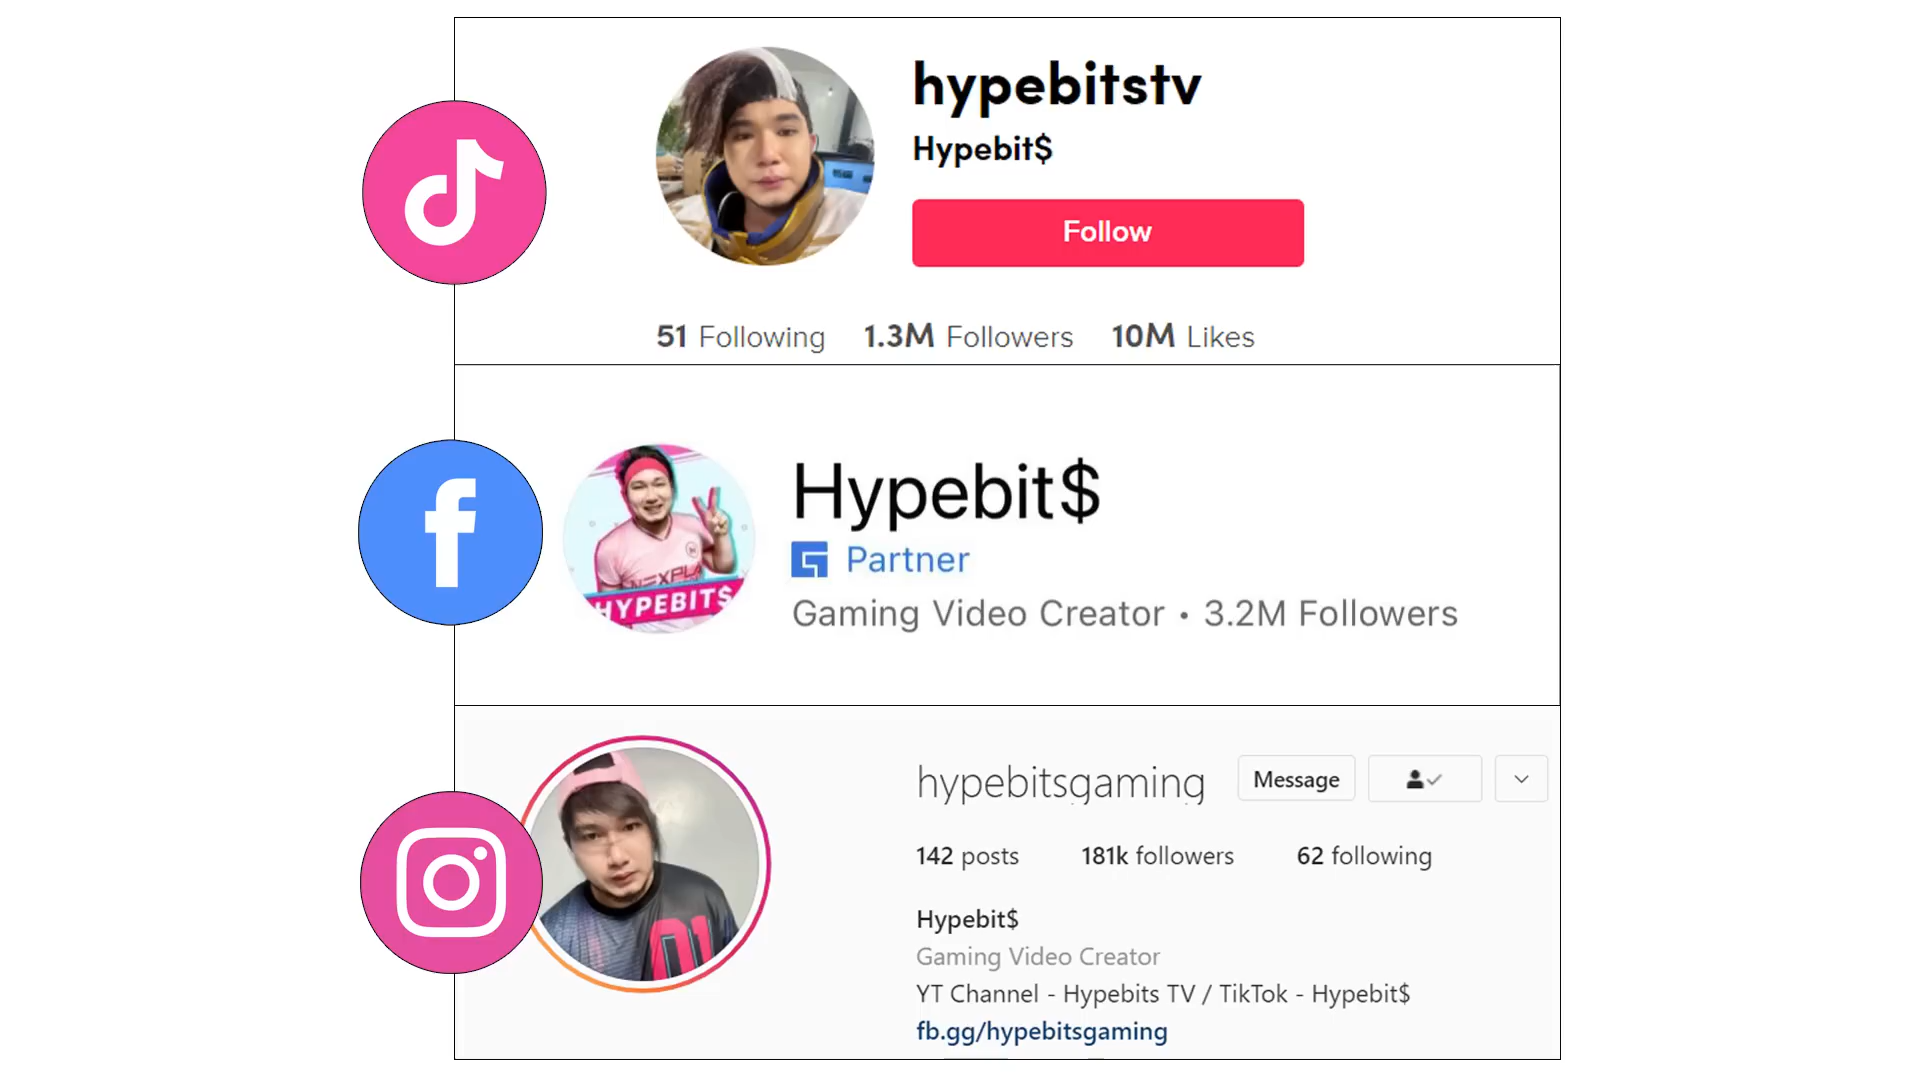 hypebitstv
Hypebit$
Follow
51 Following 1.3M Followers 10M Likes
Hypebit$
Partner
HYPEBIT$
Gaming Video Creator • 3.2M Followers
hypebitsgaming Message
142 posts 181k followers 62 following
Hypebit$
Gaming Video Creator
YT Channel - Hypebits TV / TikTok - Hypebit$
fb.gg/hypebitsgaming